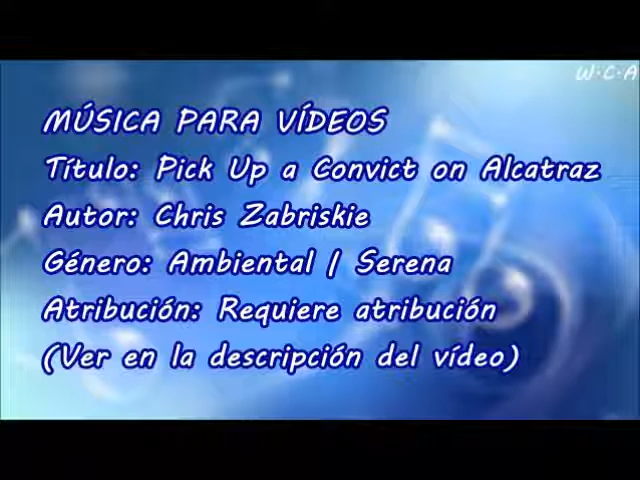 W.C.A
MÚSICA PARA VÍDEOS
Título: Pick Up a Convict on Alcatraz
Autor: Chris Zabriskie
Género: Ambiental / Serena
Atribución: Requiere atribución
(Ver en la descripción del vídeo)